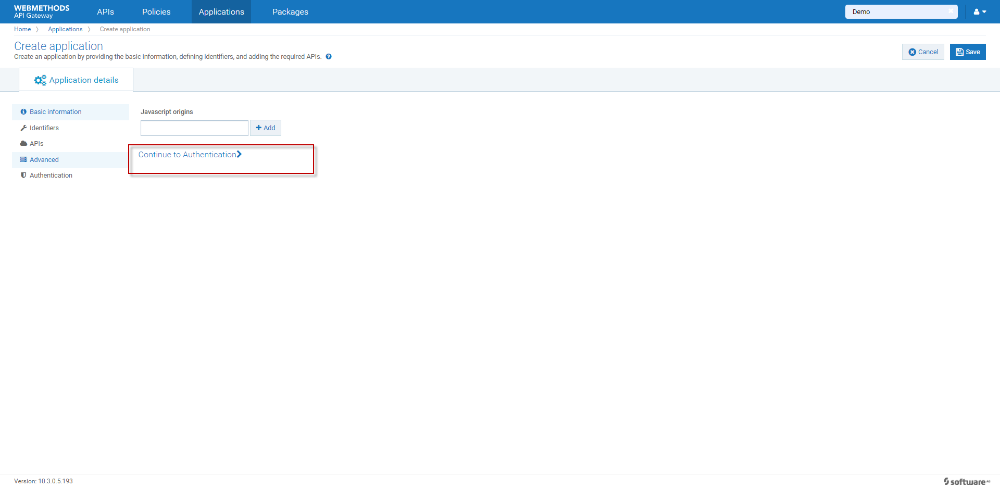 WEBMETHODS
API Gateway
APIs
Policies
Applications
Packages
Demo
Home
Applications
Create application
Create application
Create an application by providing the basic information, defining identifiers, and adding the required APIs.
Cancel
Save
Application details
Basic information
Identifiers
APIs
Advanced
Authentication
Javascript origins
Add
Continue to Authentication
Version: 10.3.0.5.193
software AG